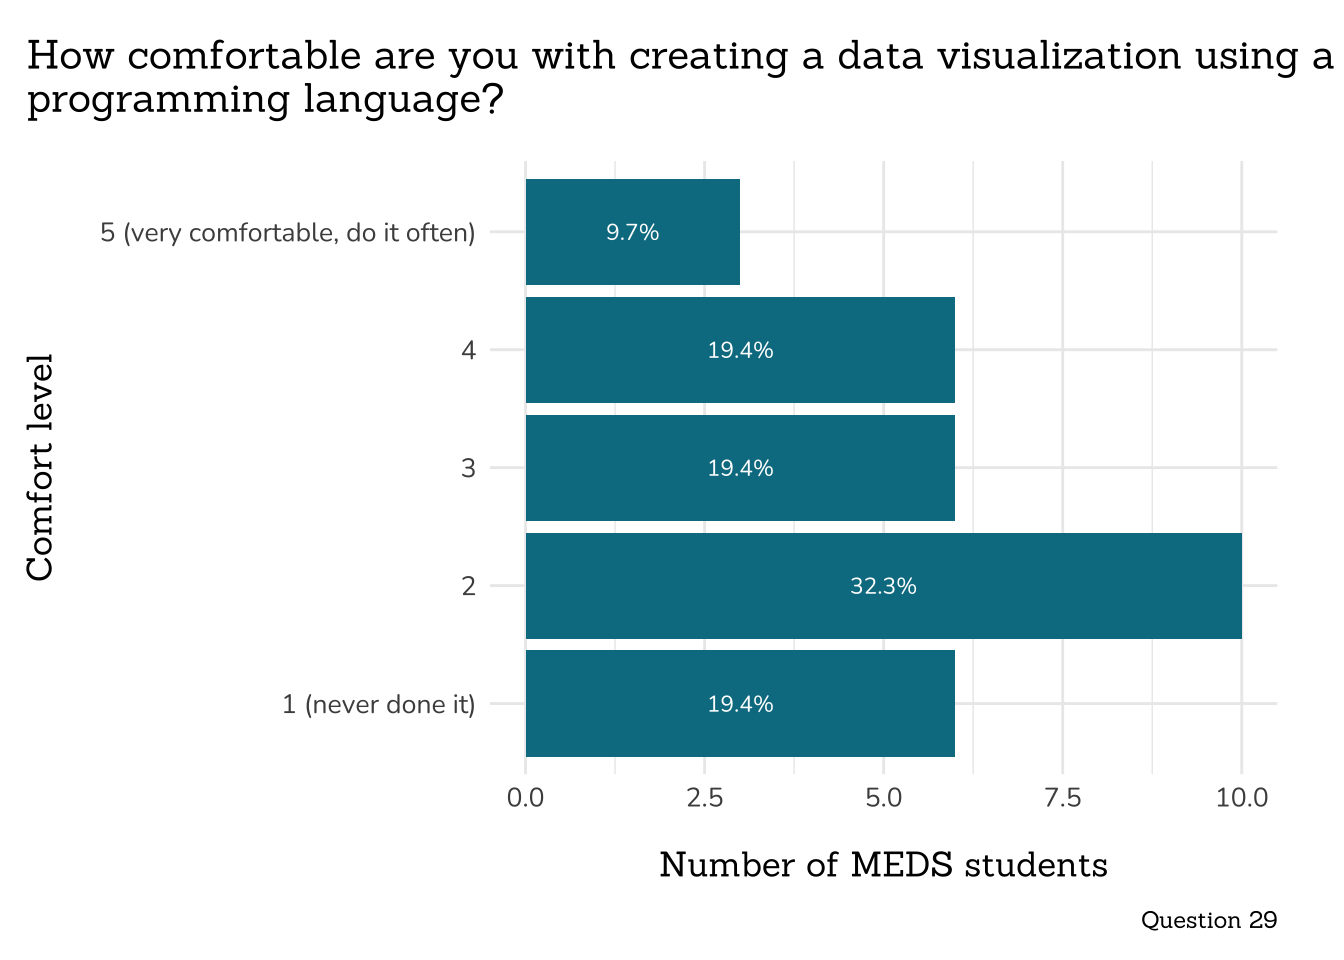 How comfortable are you with creating a data visualization using a
programming language?
5 (very comfortable, do it often)
9.7%
4
19.4%
3
19.4%
2
32.3%
1 (never done it)
19.4%
Comfort level
0.0 2.5 5.0 7.5 10.0
Number of MEDS students
Question 29